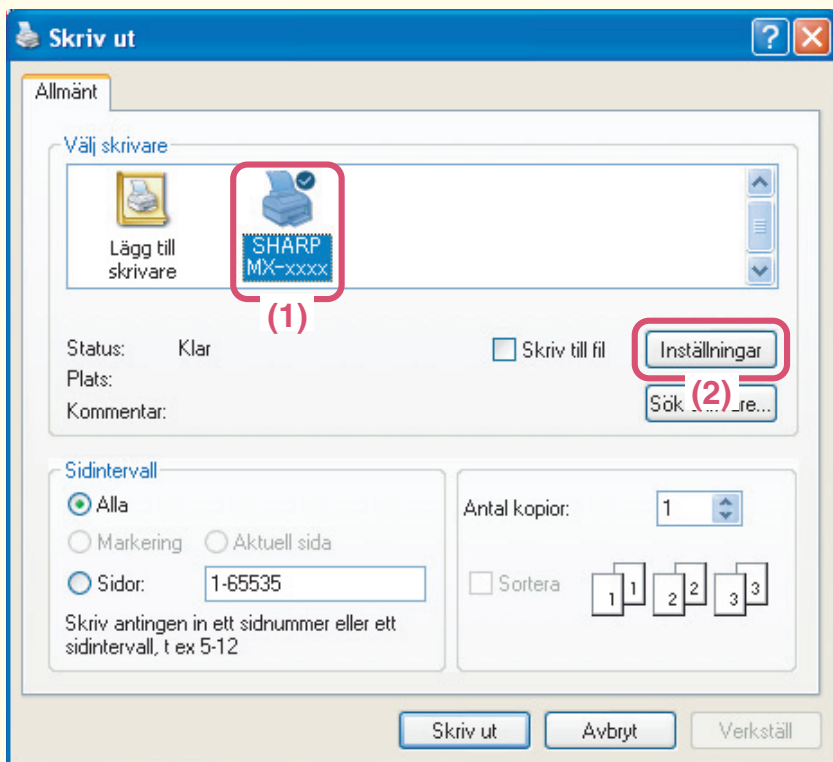 Skriv ut
Allmänt
Välj skrivare
Lägg till
skrivare
SHARP
MX-xxxx
(1)
Status: Klar
Skriv till fil
Inställningar
Plats:
(2)
Kommentar:
Sök
Sidintervall
Alla
Markering Aktuell sida
Sidor: 1-65535
Skriv antingen in ett sidnummer eller ett
sidintervall, t ex 5-12
Antal kopior: 1
Sortera
1 1 2 2 3 3
Skriv ut Avbryt Verkställ